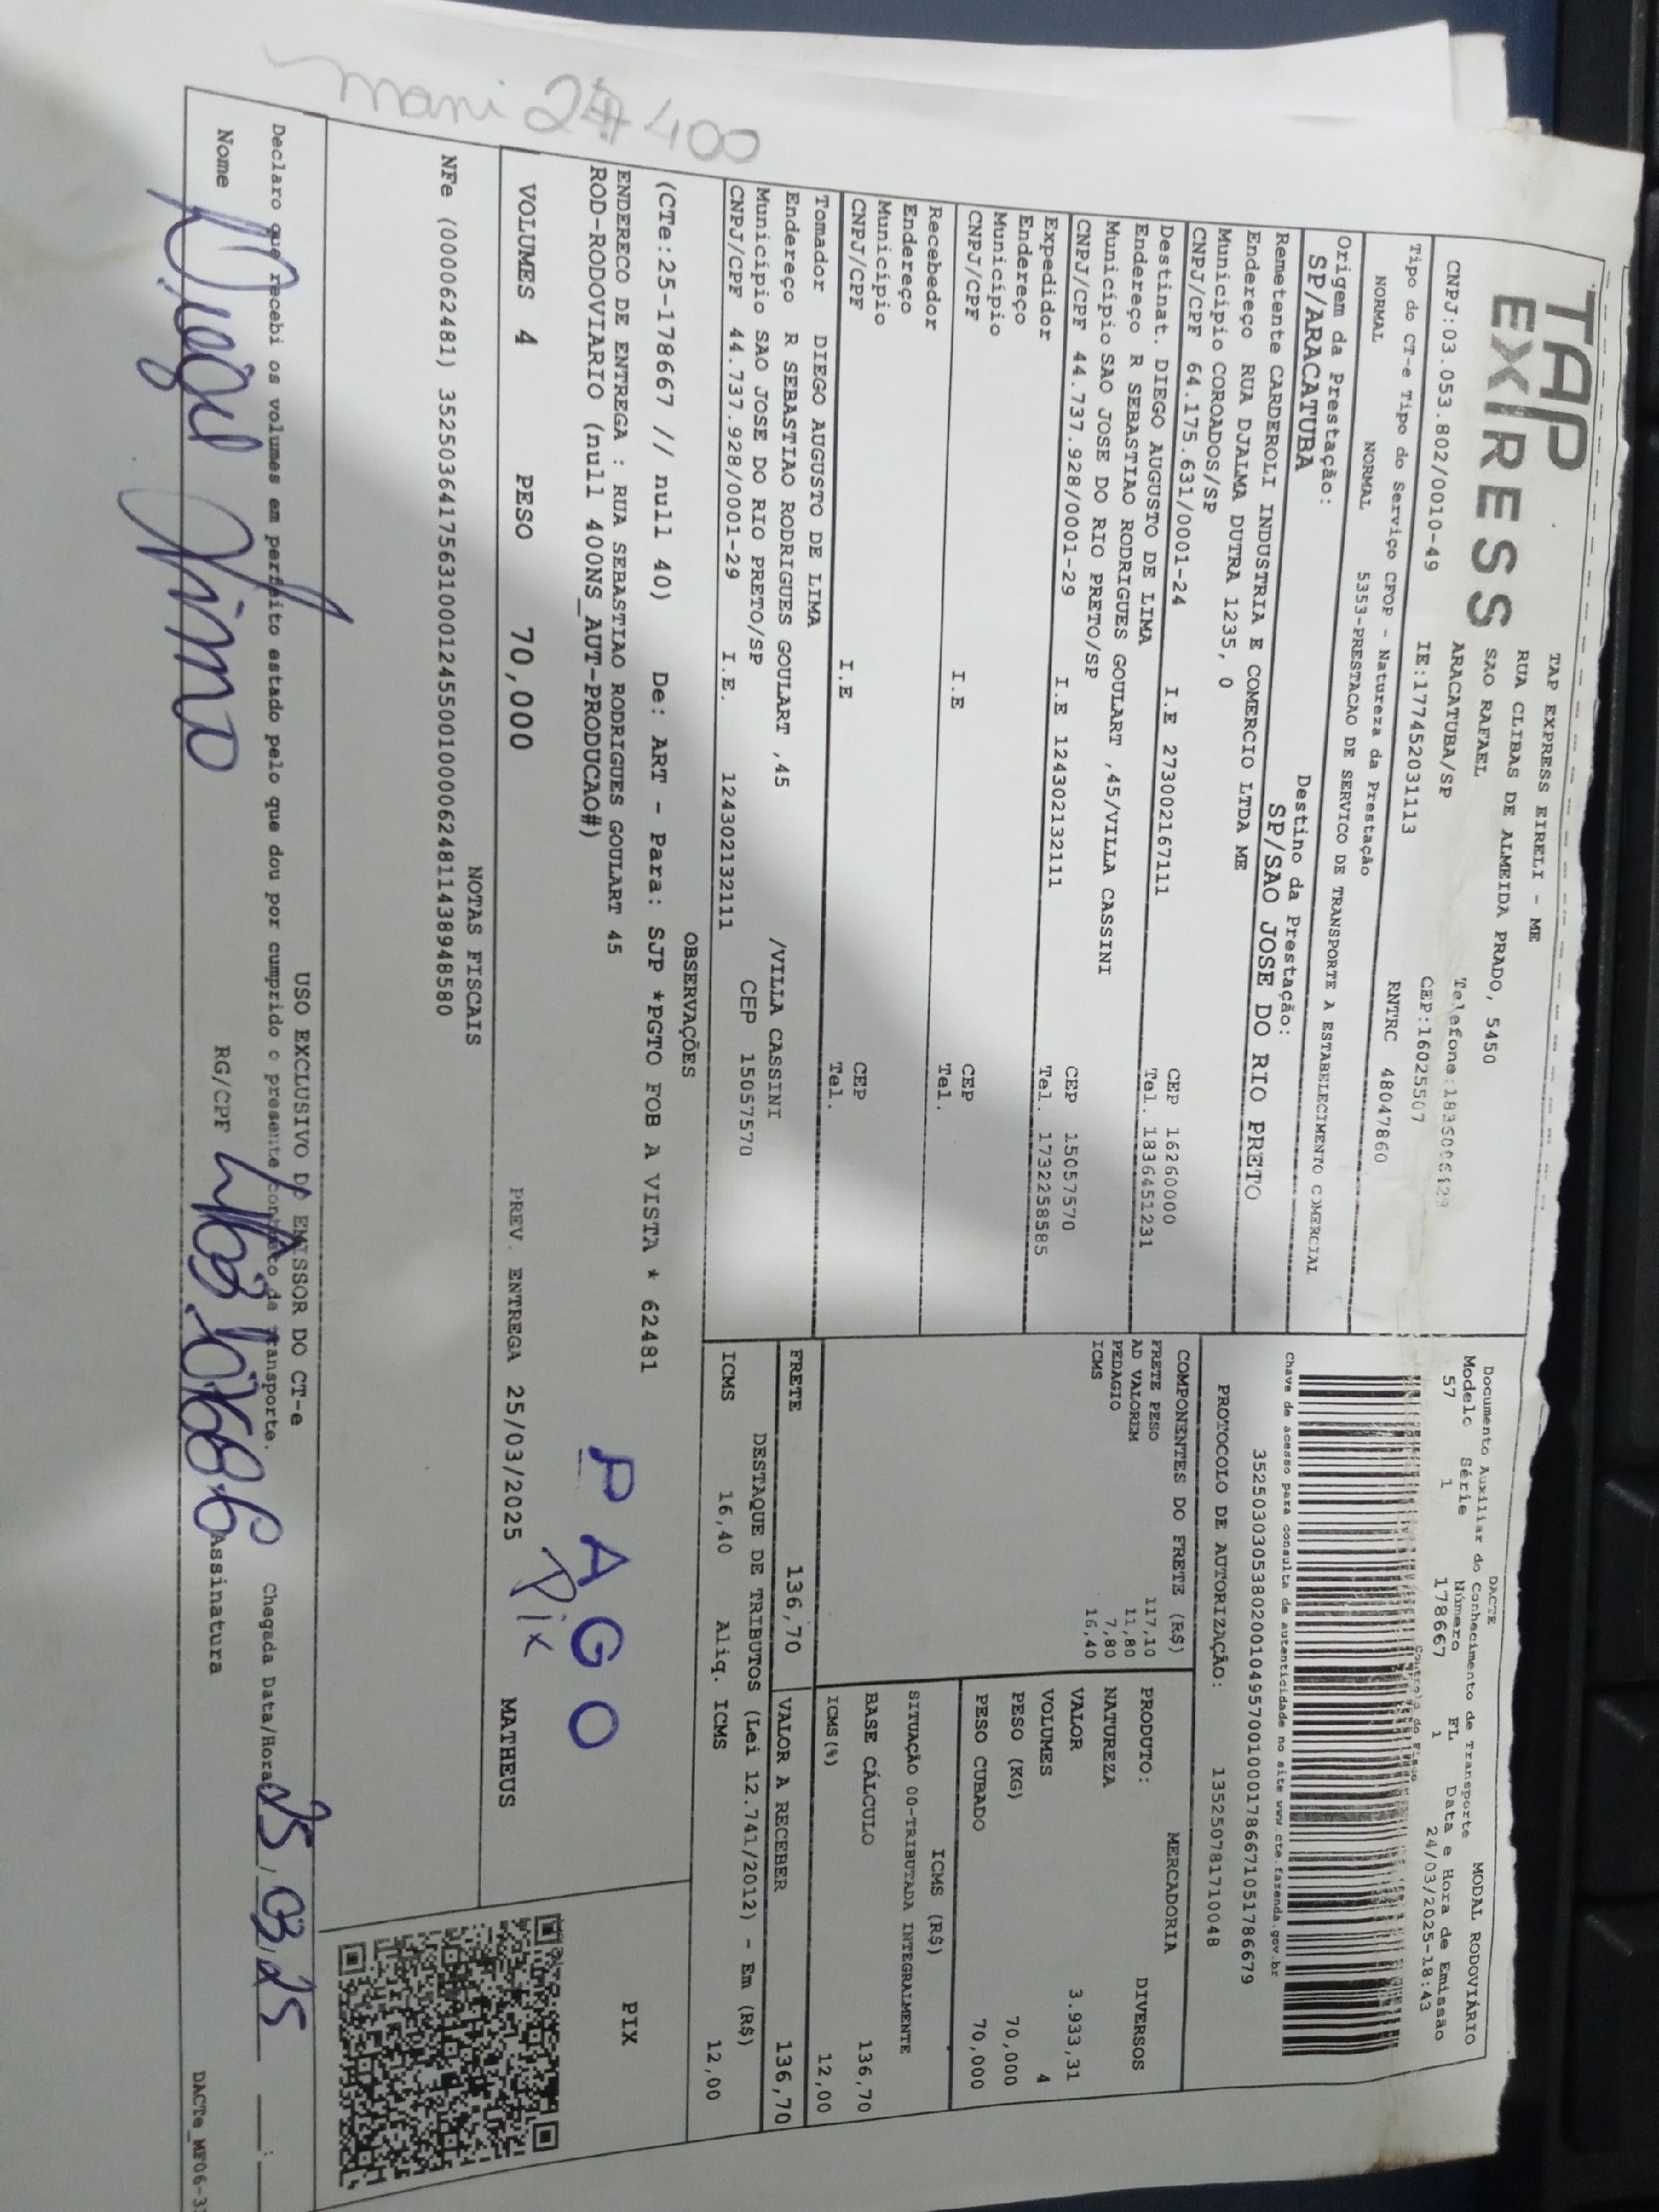 TAP EXPRESS
TAP EXPRESS EIRELI - ME
RUA CLIBAS DE ALMEIDA PRADO, 5450
SAO RAFAEL
ARACATUBA/SP
CNPJ:03.053.802/0010-49 IE:177452031113 CEP:16025507
Tipo do CT-e Tipo do Serviço CFOP - Natureza da Prestação RNTRC 48047860
NORMAL NORMAL 5353-PRESTACAO DE SERVICO DE TRANSPORTE A ESTABELECIMENTO COMERCIAL
Origem da Prestação: Destino da Prestação:
SP/ARACATUBA SP/SAO JOSE DO RIO PRETO
Remetente CARDEROLI INDUSTRIA E COMERCIO LTDA ME
Endereço RUA DJALMA DUTRA 1235, 0
Município COROADOS/SP CEP 16260000
CNPJ/CPF 64.175.631/0001-24 I.E 273002167111 Tel. 1836451231
Destinat. DIEGO AUGUSTO DE LIMA
Endereço R SEBASTIAO RODRIGUES GOULART ,45/VILLA CASSINI
Município SAO JOSE DO RIO PRETO/SP CEP 15057570
CNPJ/CPF 44.737.928/0001-29 I.E 124302132111 Tel. 1732258585
Expedidor
Endereço
Município CEP
CNPJ/CPF I.E Tel.
Recebedor
Endereço
Município CEP
CNPJ/CPF I.E Tel.
Tomador DIEGO AUGUSTO DE LIMA
Endereço R SEBASTIAO RODRIGUES GOULART ,45 /VILLA CASSINI
Município SAO JOSE DO RIO PRETO/SP CEP 15057570
CNPJ/CPF 44.737.928/0001-29 I.E. 124302132111
DACTE
Documento Auxiliar do Conhecimento de Transporte MODAL RODOVIÁRIO
Modelo Série Número FL Data e Hora de Emissão
57 1 178667 1 24/03/2025-18:43
Controle do Fisco
Chave de acesso para consulta de autenticidade no site www.cte.fazenda.gov.br
35250303053802001049570010001786671051786679
PROTOCOLO DE AUTORIZAÇÃO: 135250781710048
COMPONENTES DO FRETE (R$)
FRETE PESO 117,10
AD VALOREM 11,80
PEDAGIO 7,80
ICMS 16,40
MERCADORIA
PRODUTO: DIVERSOS
NATUREZA
VALOR 3.933,31
VOLUMES 4
PESO (KG) 70,000
PESO CUBADO 70,000
ICMS (R$)
SITUAÇÃO 00-TRIBUTADA INTEGRALMENTE
BASE CÁLCULO 136,70
ICMS(%) 12,00
FRETE 136,70 VALOR A RECEBER 136,70
DESTAQUE DE TRIBUTOS (Lei 12.741/2012) - Em (R$)
ICMS 16,40 Aliq. ICMS 12,00
OBSERVAÇÕES
(CTe:25-178667 // null 40) De: ART - Para: SJP *PGTO FOB A VISTA * 62481
ENDERECO DE ENTREGA : RUA SEBASTIAO RODRIGUES GOULART 45
ROD-RODOVIARIO (null 400NS_AUT-PRODUCAO#)
PAGO
Pix
PIX
VOLUMES 4 PESO 70,000 PREV. ENTREGA 25/03/2025 MATHEUS
NOTAS FISCAIS
NFe (000062481) 35250364175631000124550010000624811438948580
USO EXCLUSIVO DO EMISSOR DO CT-e
Declaro que recebi os volumes em perfeito estado pelo que dou por cumprido o presente contrato de transporte. Chegada Data/Hora: 25,03,25
Nome RG/CPF Assinatura
DACTe_MF06-3
mani 400